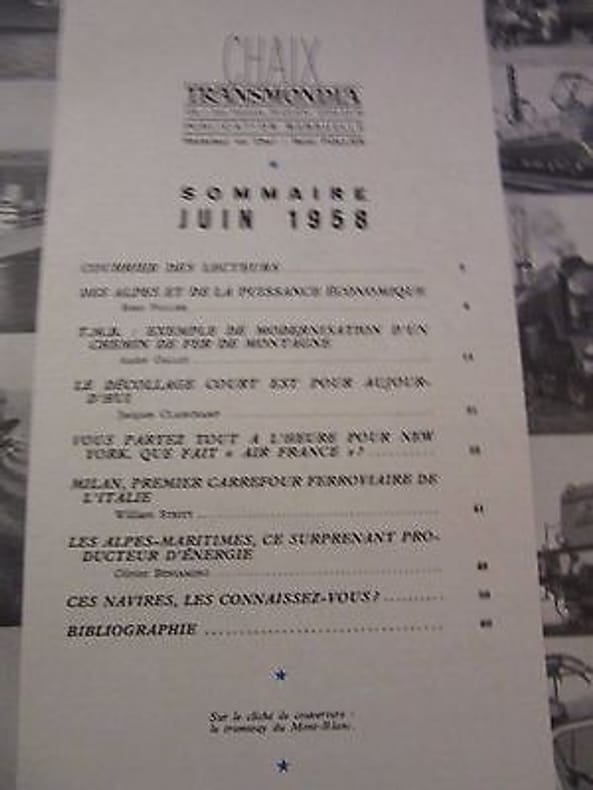 CHAIX
TRANSMONDIA
SOMMAIRE
JUIN 1958
COURRIER DES LECTEURS
DES ALPES ET DE LA PUISSANCE ÉCONOMIQUE
T.M.B. : EXEMPLE DE MODERNISATION D'UN
CHEMIN DE FER DE MONTAGNE
LE DÉCOLLAGE COURT EST POUR AUJOUR-
D'HUI
Jacques
VOUS PARTEZ TOUT A L'HEURE POUR NEW
YORK, QUE FAIT « AIR FRANCE » ? ..........
MILAN, PREMIER CARREFOUR FERROVIAIRE DE
L'ITALIE
William
LES ALPES-MARITIMES, CE SURPRENANT PRO-
DUCTEUR D'ÉNERGIE
CES NAVIRES, LES CONNAISSEZ-VOUS ? ..........
BIBLIOGRAPHIE ..........
Sur le cliché de couverture :
le tramway du Mont-Blanc.